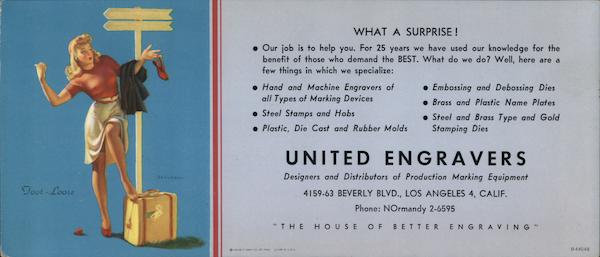 WHAT A SURPRISE!
• Our job is to help you. For 25 years we have used our knowledge for the
benefit of those who demand the BEST. What do we do? Well, here are a
few things in which we specialize:
• Hand and Machine Engravers of
all Types of Marking Devices
• Steel Stamps and Hobs
• Plastic, Die Cast and Rubber Molds
• Embossing and Debossing Dies
• Brass and Plastic Name Plates
• Steel and Brass Type and Gold
Stamping Dies
UNITED ENGRAVERS
Designers and Distributors of Production Marking Equipment
4159-63 BEVERLY BLVD., LOS ANGELES 4, CALIF.
Phone: NOrmandy 2-6595
"THE HOUSE OF BETTER ENGRAVING"
Foot-Loose